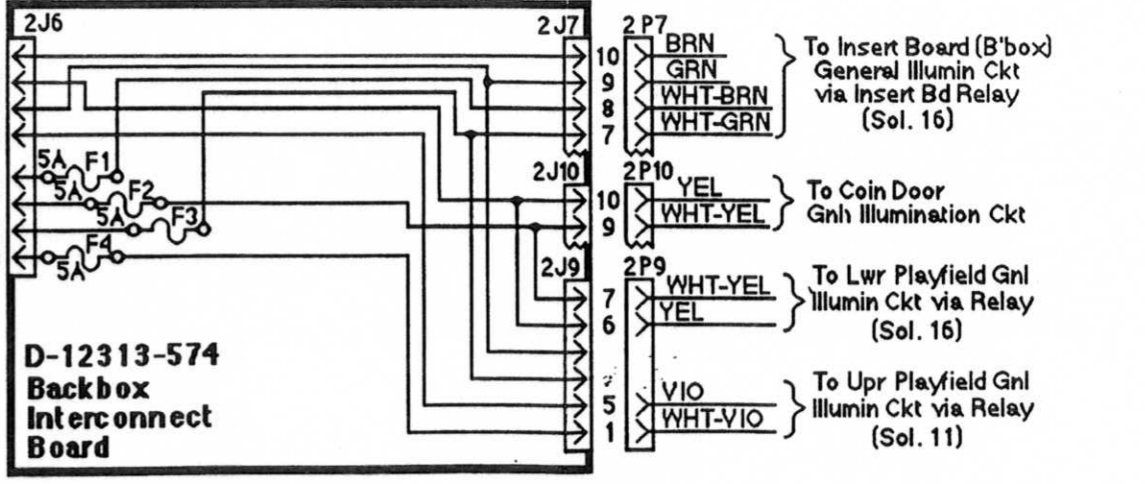 2J6
2J7
2P7
10
BRN
9
GRN
8
WHT-BRN
7
WHT-GRN
To Insert Board (B'box)
General Illumin Ckt
via Insert Bd Relay
(Sol. 16)
5A
F1
5A
F2
5A
F3
5A
F4
2J10
2P10
10
YEL
9
WHT-YEL
To Coin Door
Gnh Illumination Ckt
2J9
2P9
7
WHT-YEL
6
YEL
To Lwr Playfield Gnl
Illumin Ckt via Relay
(Sol. 16)
5
VIO
1
WHT-VIO
To Upr Playfield Gnl
Illumin Ckt via Relay
(Sol. 11)
D-12313-574
Backbox
Interconnect
Board